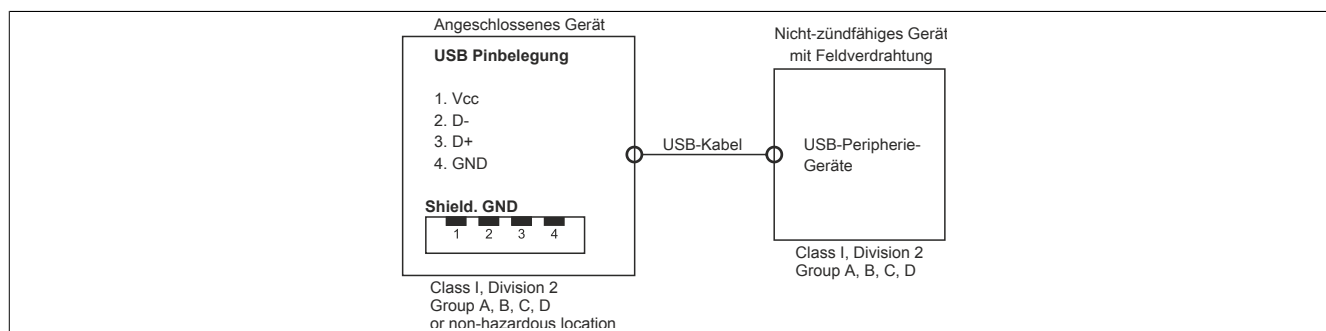 Angeschlossenes Gerät
USB Pinbelegung
1. Vcc
2. D-
3. D+
4. GND
Shield. GND
1 2 3 4
Class I, Division 2
Group A, B, C, D
or non-hazardous location
USB-Kabel
Nicht-zündfähiges Gerät
mit Feldverdrahtung
USB-Peripherie-
Geräte
Class I, Division 2
Group A, B, C, D